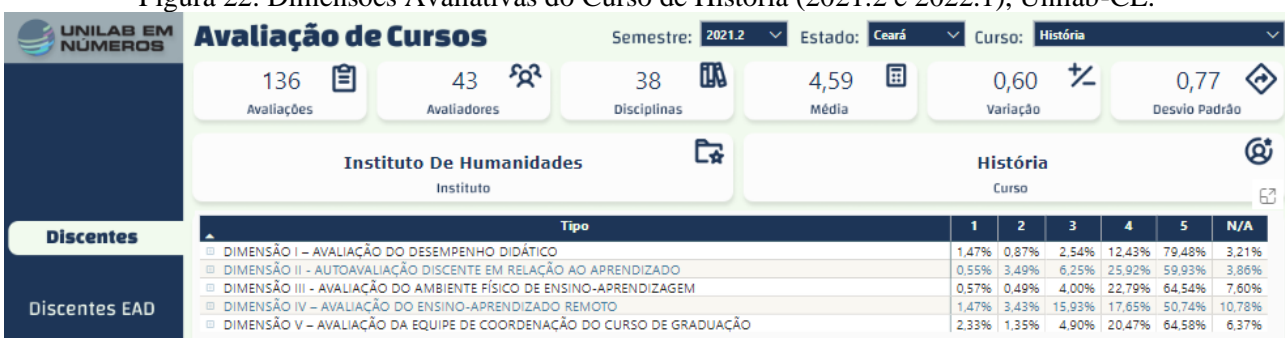 Figura 22: Dimensões Avaliativas do Curso de História (2021.2 e 2022.1), Unilab-CE.
UNILAB EM NÚMEROS
Avaliação de Cursos Semestre: 2021.2 Estado: Ceará Curso: História
136 43 38 4,59 0,60 0,77
Avaliações Avaliadores Disciplinas Média Variação Desvio Padrão
Instituto De Humanidades História
Instituto Curso
Discentes
Discentes EAD
Tipo 1 2 3 4 5 N/A
DIMENSÃO I – AVALIAÇÃO DO DESEMPENHO DIDÁTICO 1,47% 0,87% 2,54% 12,43% 79,48% 3,21%
DIMENSÃO II - AUTOAVALIAÇÃO DISCENTE EM RELAÇÃO AO APRENDIZADO 0,55% 3,49% 6,25% 25,92% 59,93% 3,86%
DIMENSÃO III - AVALIAÇÃO DO AMBIENTE FÍSICO DE ENSINO-APRENDIZAGEM 0,57% 0,49% 4,00% 22,79% 64,54% 7,60%
DIMENSÃO IV – AVALIAÇÃO DO ENSINO-APRENDIZADO REMOTO 1,47% 3,43% 15,93% 17,65% 50,74% 10,78%
DIMENSÃO V – AVALIAÇÃO DA EQUIPE DE COORDENAÇÃO DO CURSO DE GRADUAÇÃO 2,33% 1,35% 4,90% 20,47% 64,58% 6,37%